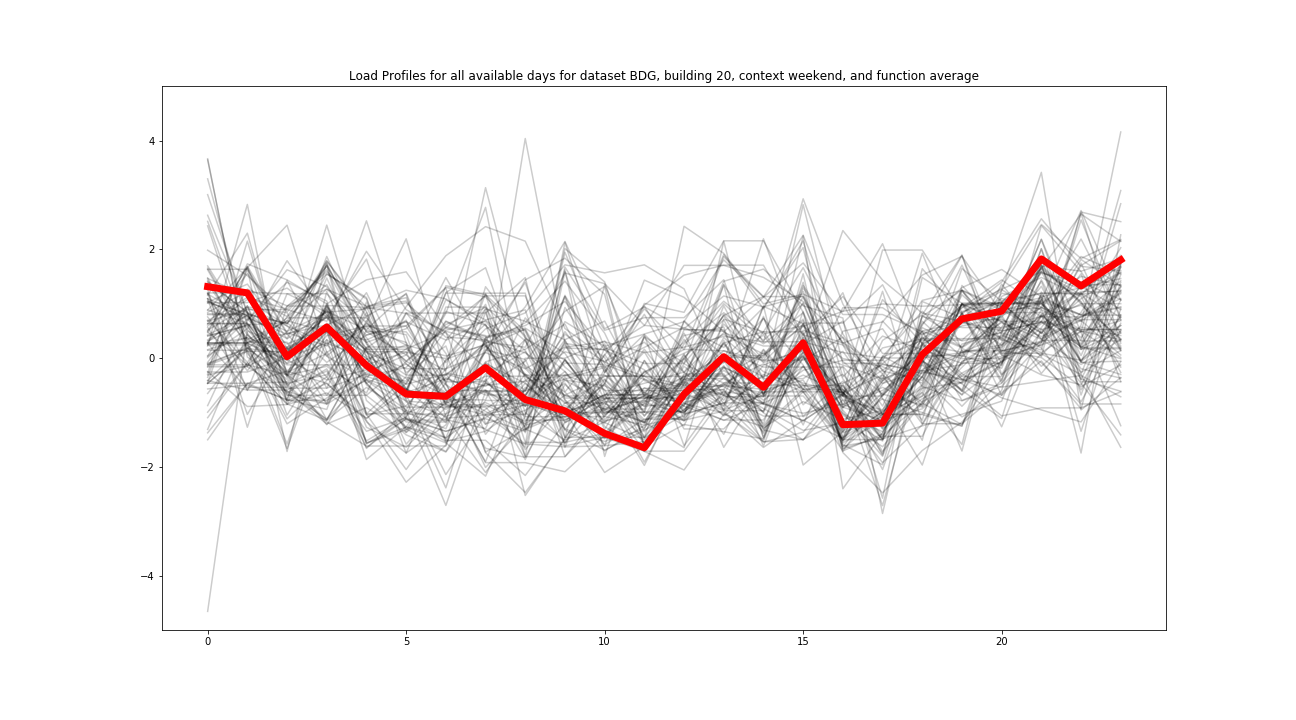 Load Profiles for all available days for dataset BDG, building 20, context weekend, and function average
4
2
0
−2
−4
0 5 10 15 20